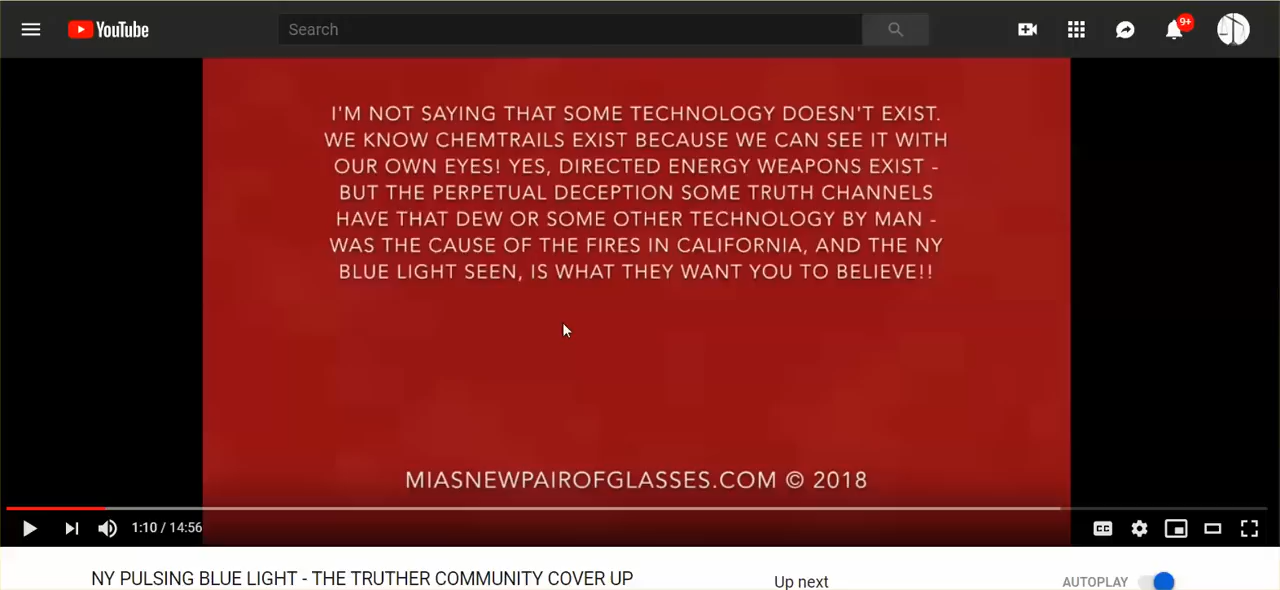 YouTube
Search
9+
I'M NOT SAYING THAT SOME TECHNOLOGY DOESN'T EXIST.
WE KNOW CHEMTRAILS EXIST BECAUSE WE CAN SEE IT WITH
OUR OWN EYES! YES, DIRECTED ENERGY WEAPONS EXIST -
BUT THE PERPETUAL DECEPTION SOME TRUTH CHANNELS
HAVE THAT DEW OR SOME OTHER TECHNOLOGY BY MAN -
WAS THE CAUSE OF THE FIRES IN CALIFORNIA, AND THE NY
BLUE LIGHT SEEN, IS WHAT THEY WANT YOU TO BELIEVE!!
MIASNEWPAIROFGLASSES.COM © 2018
1:10 / 14:56
CC
NY PULSING BLUE LIGHT - THE TRUTHER COMMUNITY COVER UP
Up next
AUTOPLAY